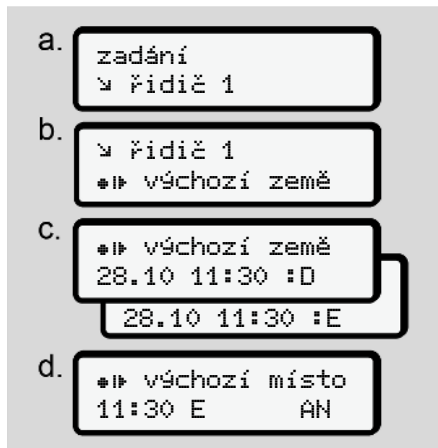 a.
zadání
↘ řidič 1
b.
↘ řidič 1
●I▶ výchozí země
c.
●I▶ výchozí země
28.10 11:30 :D
28.10 11:30 :E
d.
●I▶ výchozí místo
11:30 E AN